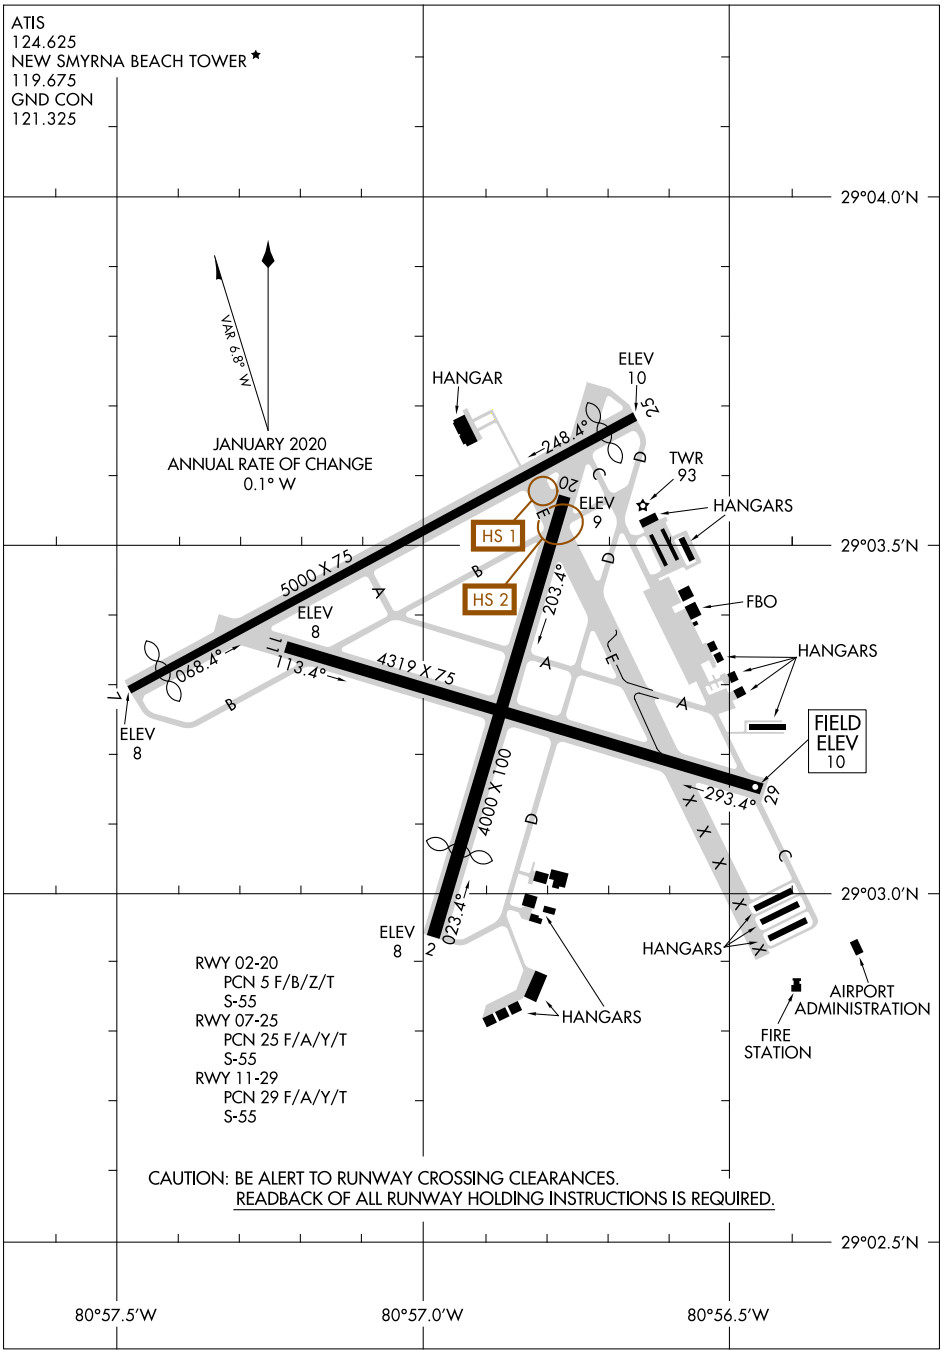 ATIS
124.625
NEW SMYRNA BEACH TOWER ★
119.675
GND CON
121.325
29°04.0'N
VAR 6.8° W
JANUARY 2020
ANNUAL RATE OF CHANGE
0.1° W
HANGAR
ELEV
10
25
248.4°
C
D
TWR
93
20
HANGARS
ELEV
9
E
HS 1
29°03.5'N
5000 X 75
B
D
A
HS 2
203.4°
FBO
ELEV
8
11
113.4°
068.4°
4319 X 75
A
E
HANGARS
7
B
A
ELEV
8
FIELD
ELEV
10
4000 X 100
293.4°
29
X
X
X
X
X
D
C
29°03.0'N
023.4°
ELEV
8
2
HANGARS
HANGARS
AIRPORT
ADMINISTRATION
FIRE
STATION
RWY 02-20
PCN 5 F/B/Z/T
S-55
RWY 07-25
PCN 25 F/A/Y/T
S-55
RWY 11-29
PCN 29 F/A/Y/T
S-55
CAUTION: BE ALERT TO RUNWAY CROSSING CLEARANCES.
READBACK OF ALL RUNWAY HOLDING INSTRUCTIONS IS REQUIRED.
29°02.5'N
80°57.5'W
80°57.0'W
80°56.5'W